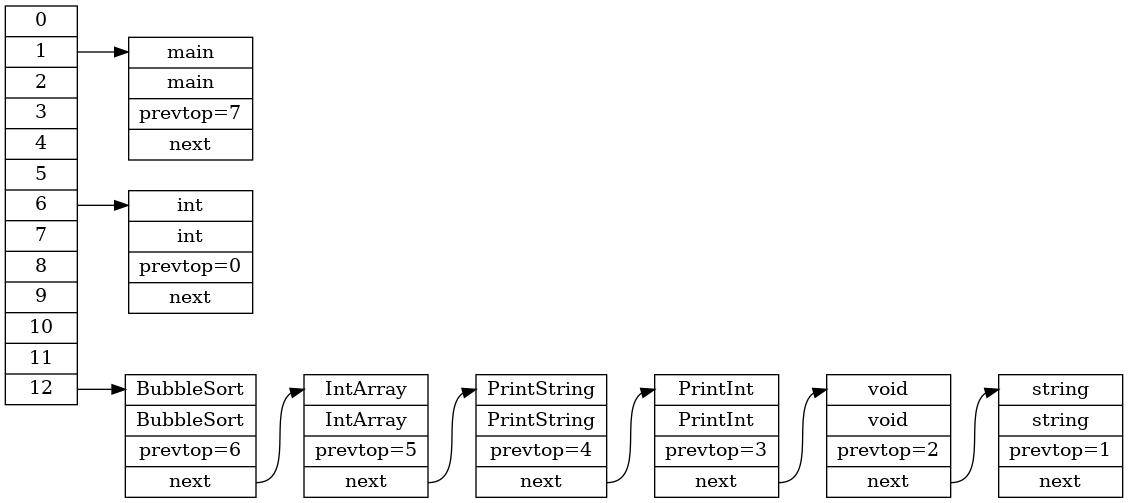 0
1
2
3
4
5
6
7
8
9
10
11
12
main
main
prevtop=7
next
int
int
prevtop=0
next
BubbleSort
BubbleSort
prevtop=6
next
IntArray
IntArray
prevtop=5
next
PrintString
PrintString
prevtop=4
next
PrintInt
PrintInt
prevtop=3
next
void
void
prevtop=2
next
string
string
prevtop=1
next